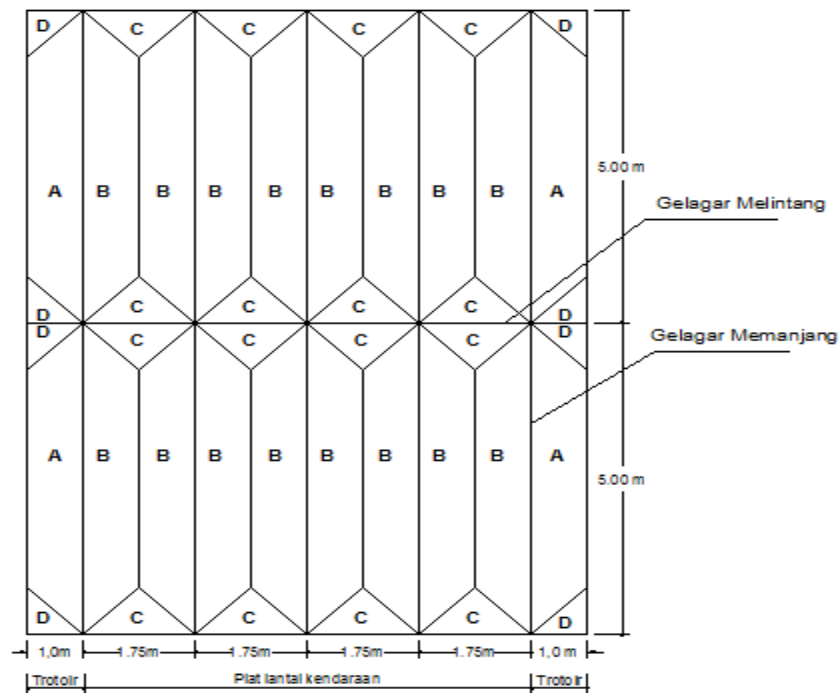 D C C C C D
A B B B B B B B B A
5.00 m
Gelagar Melintang
D C C C C D
D C C C C D
Gelagar Memanjang
A B B B B B B B B A
5.00 m
D C C C C D
1,0m 1.75m 1.75m 1.75m 1.75m 1,0 m
Trotoir Plat lantai kendaraan Trotoir